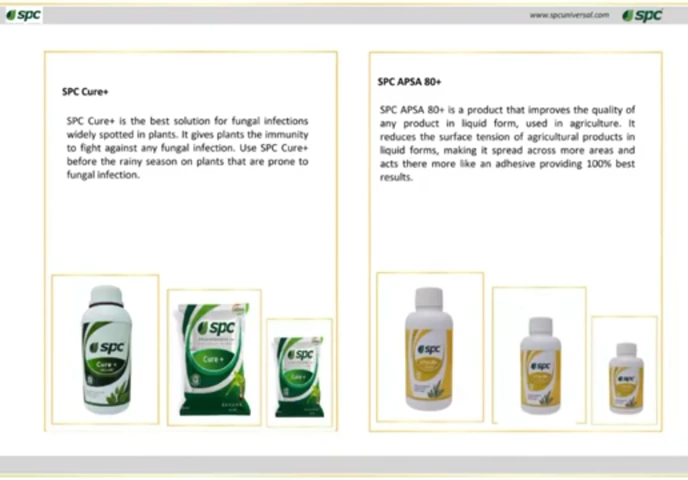 spc
www.spcuniversal.com
spc
SPC Cure+
SPC Cure+ is the best solution for fungal infections
widely spotted in plants. It gives plants the immunity
to fight against any fungal infection. Use SPC Cure+
before the rainy season on plants that are prone to
fungal infection.
SPC APSA 80+
SPC APSA 80+ is a product that improves the quality of
any product in liquid form, used in agriculture. It
reduces the surface tension of agricultural products in
liquid forms, making it spread across more areas and
acts there more like an adhesive providing 100% best
results.
spc
Cure+
spc
Cure+
spc
Cure+
spc
spc
spc